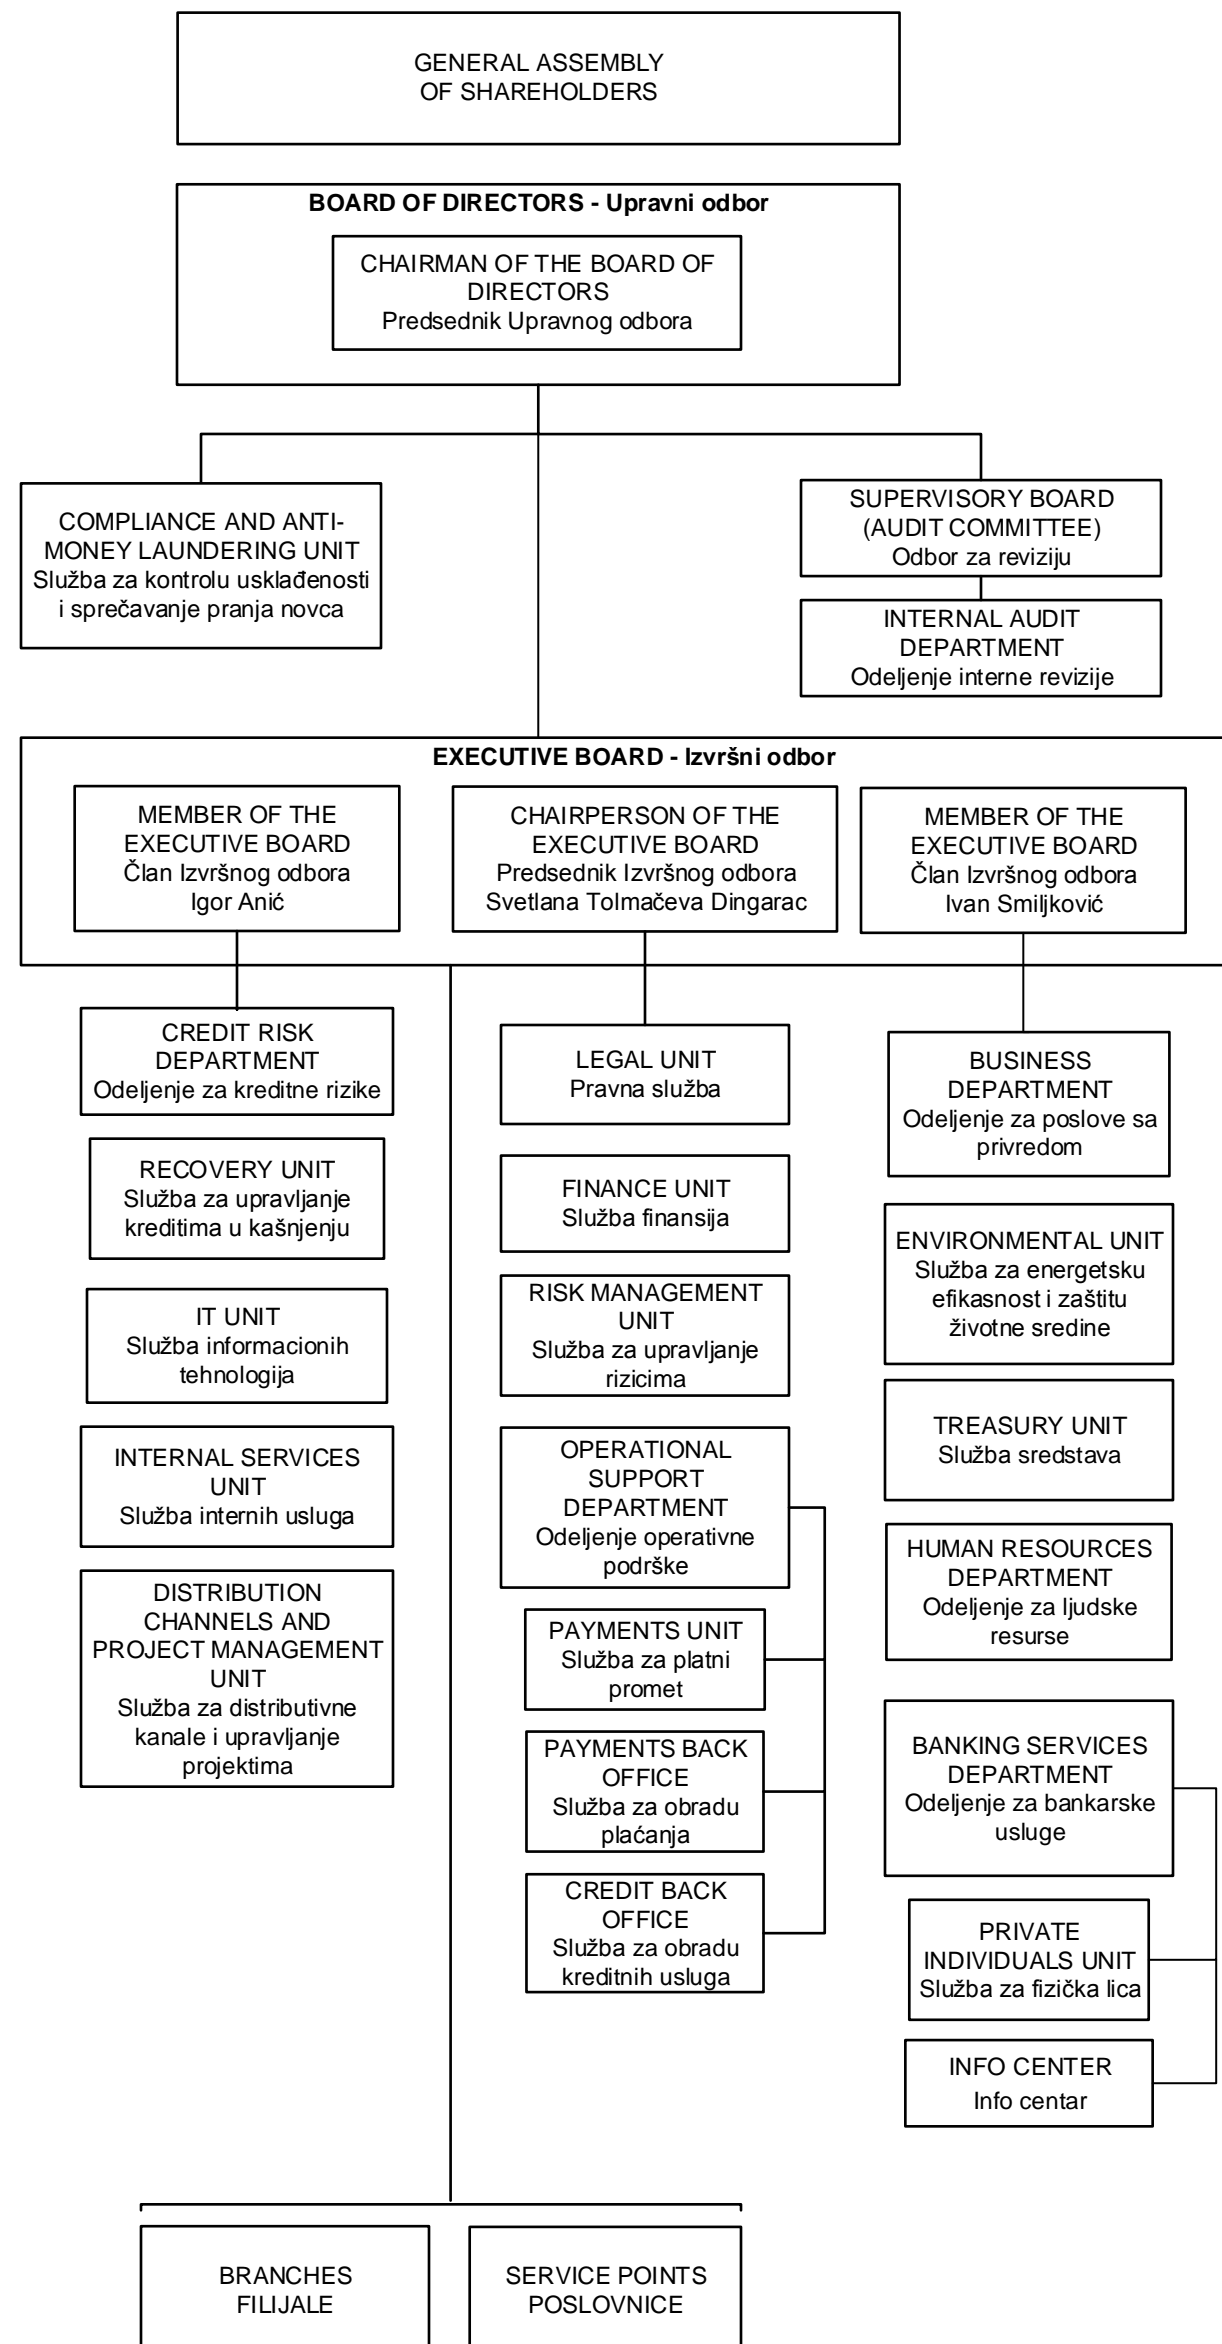 GENERAL ASSEMBLY
OF SHAREHOLDERS
BOARD OF DIRECTORS - Upravni odbor
CHAIRMAN OF THE BOARD OF
DIRECTORS
Predsednik Upravnog odbora
COMPLIANCE AND ANTI-
MONEY LAUNDERING UNIT
Služba za kontrolu usklađenosti
i sprečavanje pranja novca
SUPERVISORY BOARD
(AUDIT COMMITTEE)
Odbor za reviziju
INTERNAL AUDIT
DEPARTMENT
Odeljenje interne revizije
EXECUTIVE BOARD - Izvršni odbor
MEMBER OF THE
EXECUTIVE BOARD
Član Izvršnog odbora
Igor Anić
CHAIRPERSON OF THE
EXECUTIVE BOARD
Predsednik Izvršnog odbora
Svetlana Tolmačeva Dingarac
MEMBER OF THE
EXECUTIVE BOARD
Član Izvršnog odbora
Ivan Smiljković
CREDIT RISK
DEPARTMENT
Odeljenje za kreditne rizike
RECOVERY UNIT
Služba za upravljanje
kreditima u kašnjenju
IT UNIT
Služba informacionih
tehnologija
INTERNAL SERVICES
UNIT
Služba internih usluga
DISTRIBUTION
CHANNELS AND
PROJECT MANAGEMENT
UNIT
Služba za distributivne
kanale i upravljanje
projektima
LEGAL UNIT
Pravna služba
FINANCE UNIT
Služba finansija
RISK MANAGEMENT
UNIT
Služba za upravljanje
rizicima
OPERATIONAL
SUPPORT
DEPARTMENT
Odeljenje operativne
podrške
PAYMENTS UNIT
Služba za platni
promet
PAYMENTS BACK
OFFICE
Služba za obradu
plaćanja
CREDIT BACK
OFFICE
Služba za obradu
kreditnih usluga
BUSINESS
DEPARTMENT
Odeljenje za poslove sa
privredom
ENVIRONMENTAL UNIT
Služba za energetsku
efikasnost i zaštitu
životne sredine
TREASURY UNIT
Služba sredstava
HUMAN RESOURCES
DEPARTMENT
Odeljenje za ljudske
resurse
BANKING SERVICES
DEPARTMENT
Odeljenje za bankarske
usluge
PRIVATE
INDIVIDUALS UNIT
Služba za fizička lica
INFO CENTER
Info centar
BRANCHES
FILIJALE
SERVICE POINTS
POSLOVNICE